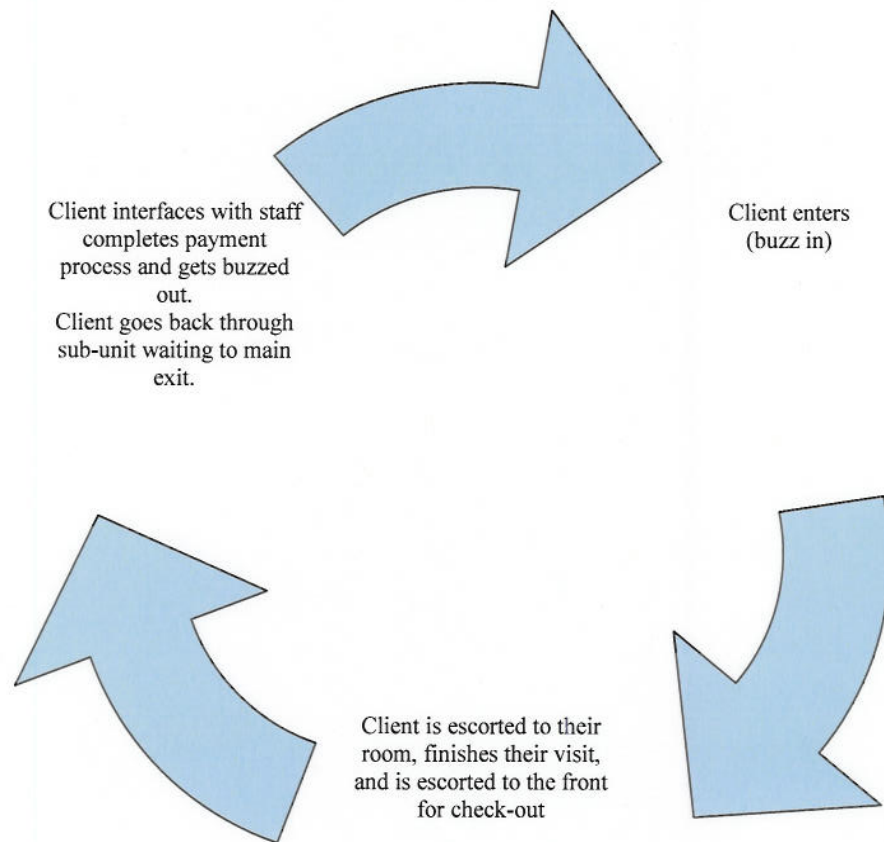 Client interfaces with staff
completes payment
process and gets buzzed
out.
Client goes back through
sub-unit waiting to main
exit.
Client enters
(buzz in)
Client is escorted to their
room, finishes their visit,
and is escorted to the front
for check-out